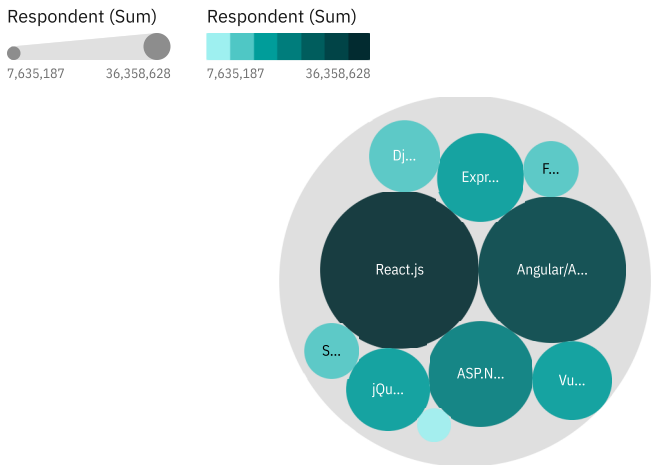 Respondent (Sum)
7,635,187 36,358,628
Respondent (Sum)
7,635,187 36,358,628
Dj...
Expr...
F...
React.js
Angular/A...
S...
jQu...
ASP.N...
Vu...